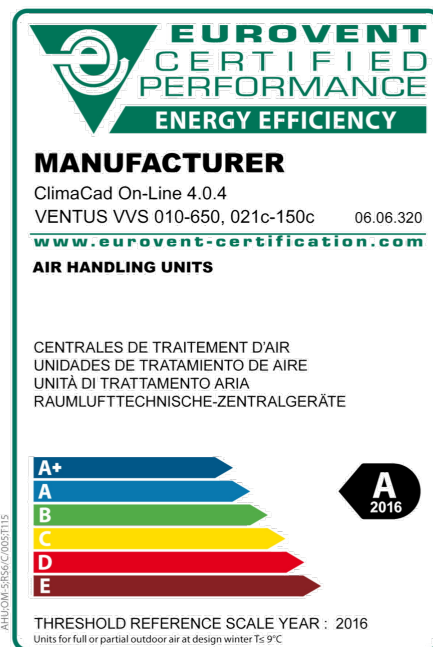 EUROVENT
CERTIFIED
PERFORMANCE
ENERGY EFFICIENCY
MANUFACTURER
ClimaCad On-Line 4.0.4
VENTUS VVS 010-650, 021c-150c 06.06.320
www.eurovent-certification.com
AIR HANDLING UNITS
CENTRALES DE TRAITEMENT D'AIR
UNIDADES DE TRATAMIENTO DE AIRE
UNITÀ DI TRATTAMENTO ARIA
RAUMLUFTTECHNISCHE-ZENTRALGERÄTE
A+
A
B
C
D
E
A
2016
THRESHOLD REFERENCE SCALE YEAR : 2016
Units for full or partial outdoor air at design winter T≤ 9°C